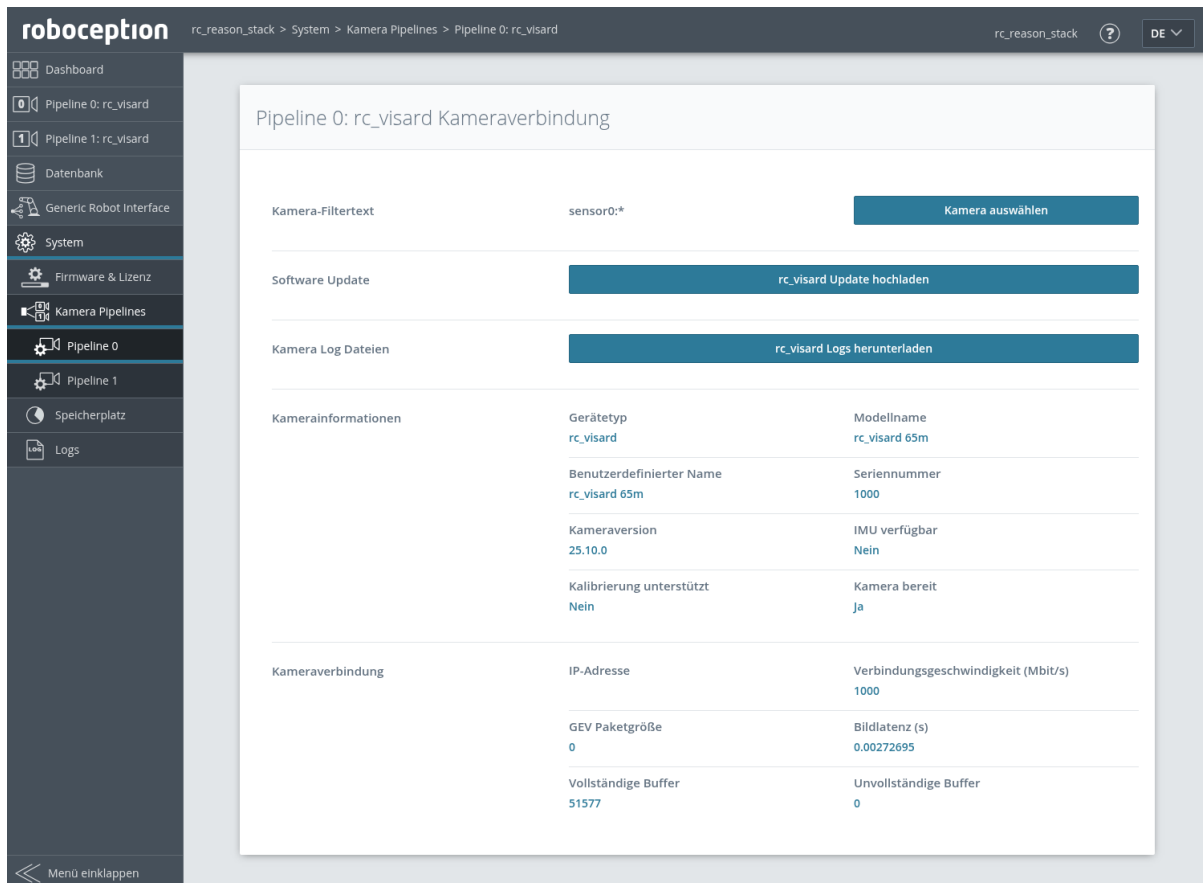 roboception
rc_reason_stack > System > Kamera Pipelines > Pipeline 0: rc_visard
rc_reason_stack
?
DE
Dashboard
0 Pipeline 0: rc_visard
1 Pipeline 1: rc_visard
Datenbank
Generic Robot Interface
System
Firmware & Lizenz
0
1
Kamera Pipelines
Pipeline 0
Pipeline 1
Speicherplatz
LOG Logs
Menü einklappen
Pipeline 0: rc_visard Kameraverbindung
Kamera-Filtertext sensor0:* Kamera auswählen
Software Update rc_visard Update hochladen
Kamera Log Dateien rc_visard Logs herunterladen
Kamerainformationen Gerätetyp Modellname
rc_visard rc_visard 65m
Benutzerdefinierter Name Seriennummer
rc_visard 65m 1000
Kameraversion IMU verfügbar
25.10.0 Nein
Kalibrierung unterstützt Kamera bereit
Nein Ja
Kameraverbindung IP-Adresse Verbindungsgeschwindigkeit (Mbit/s)
1000
GEV Paketgröße Bildlatenz (s)
0 0.00272695
Vollständige Buffer Unvollständige Buffer
51577 0